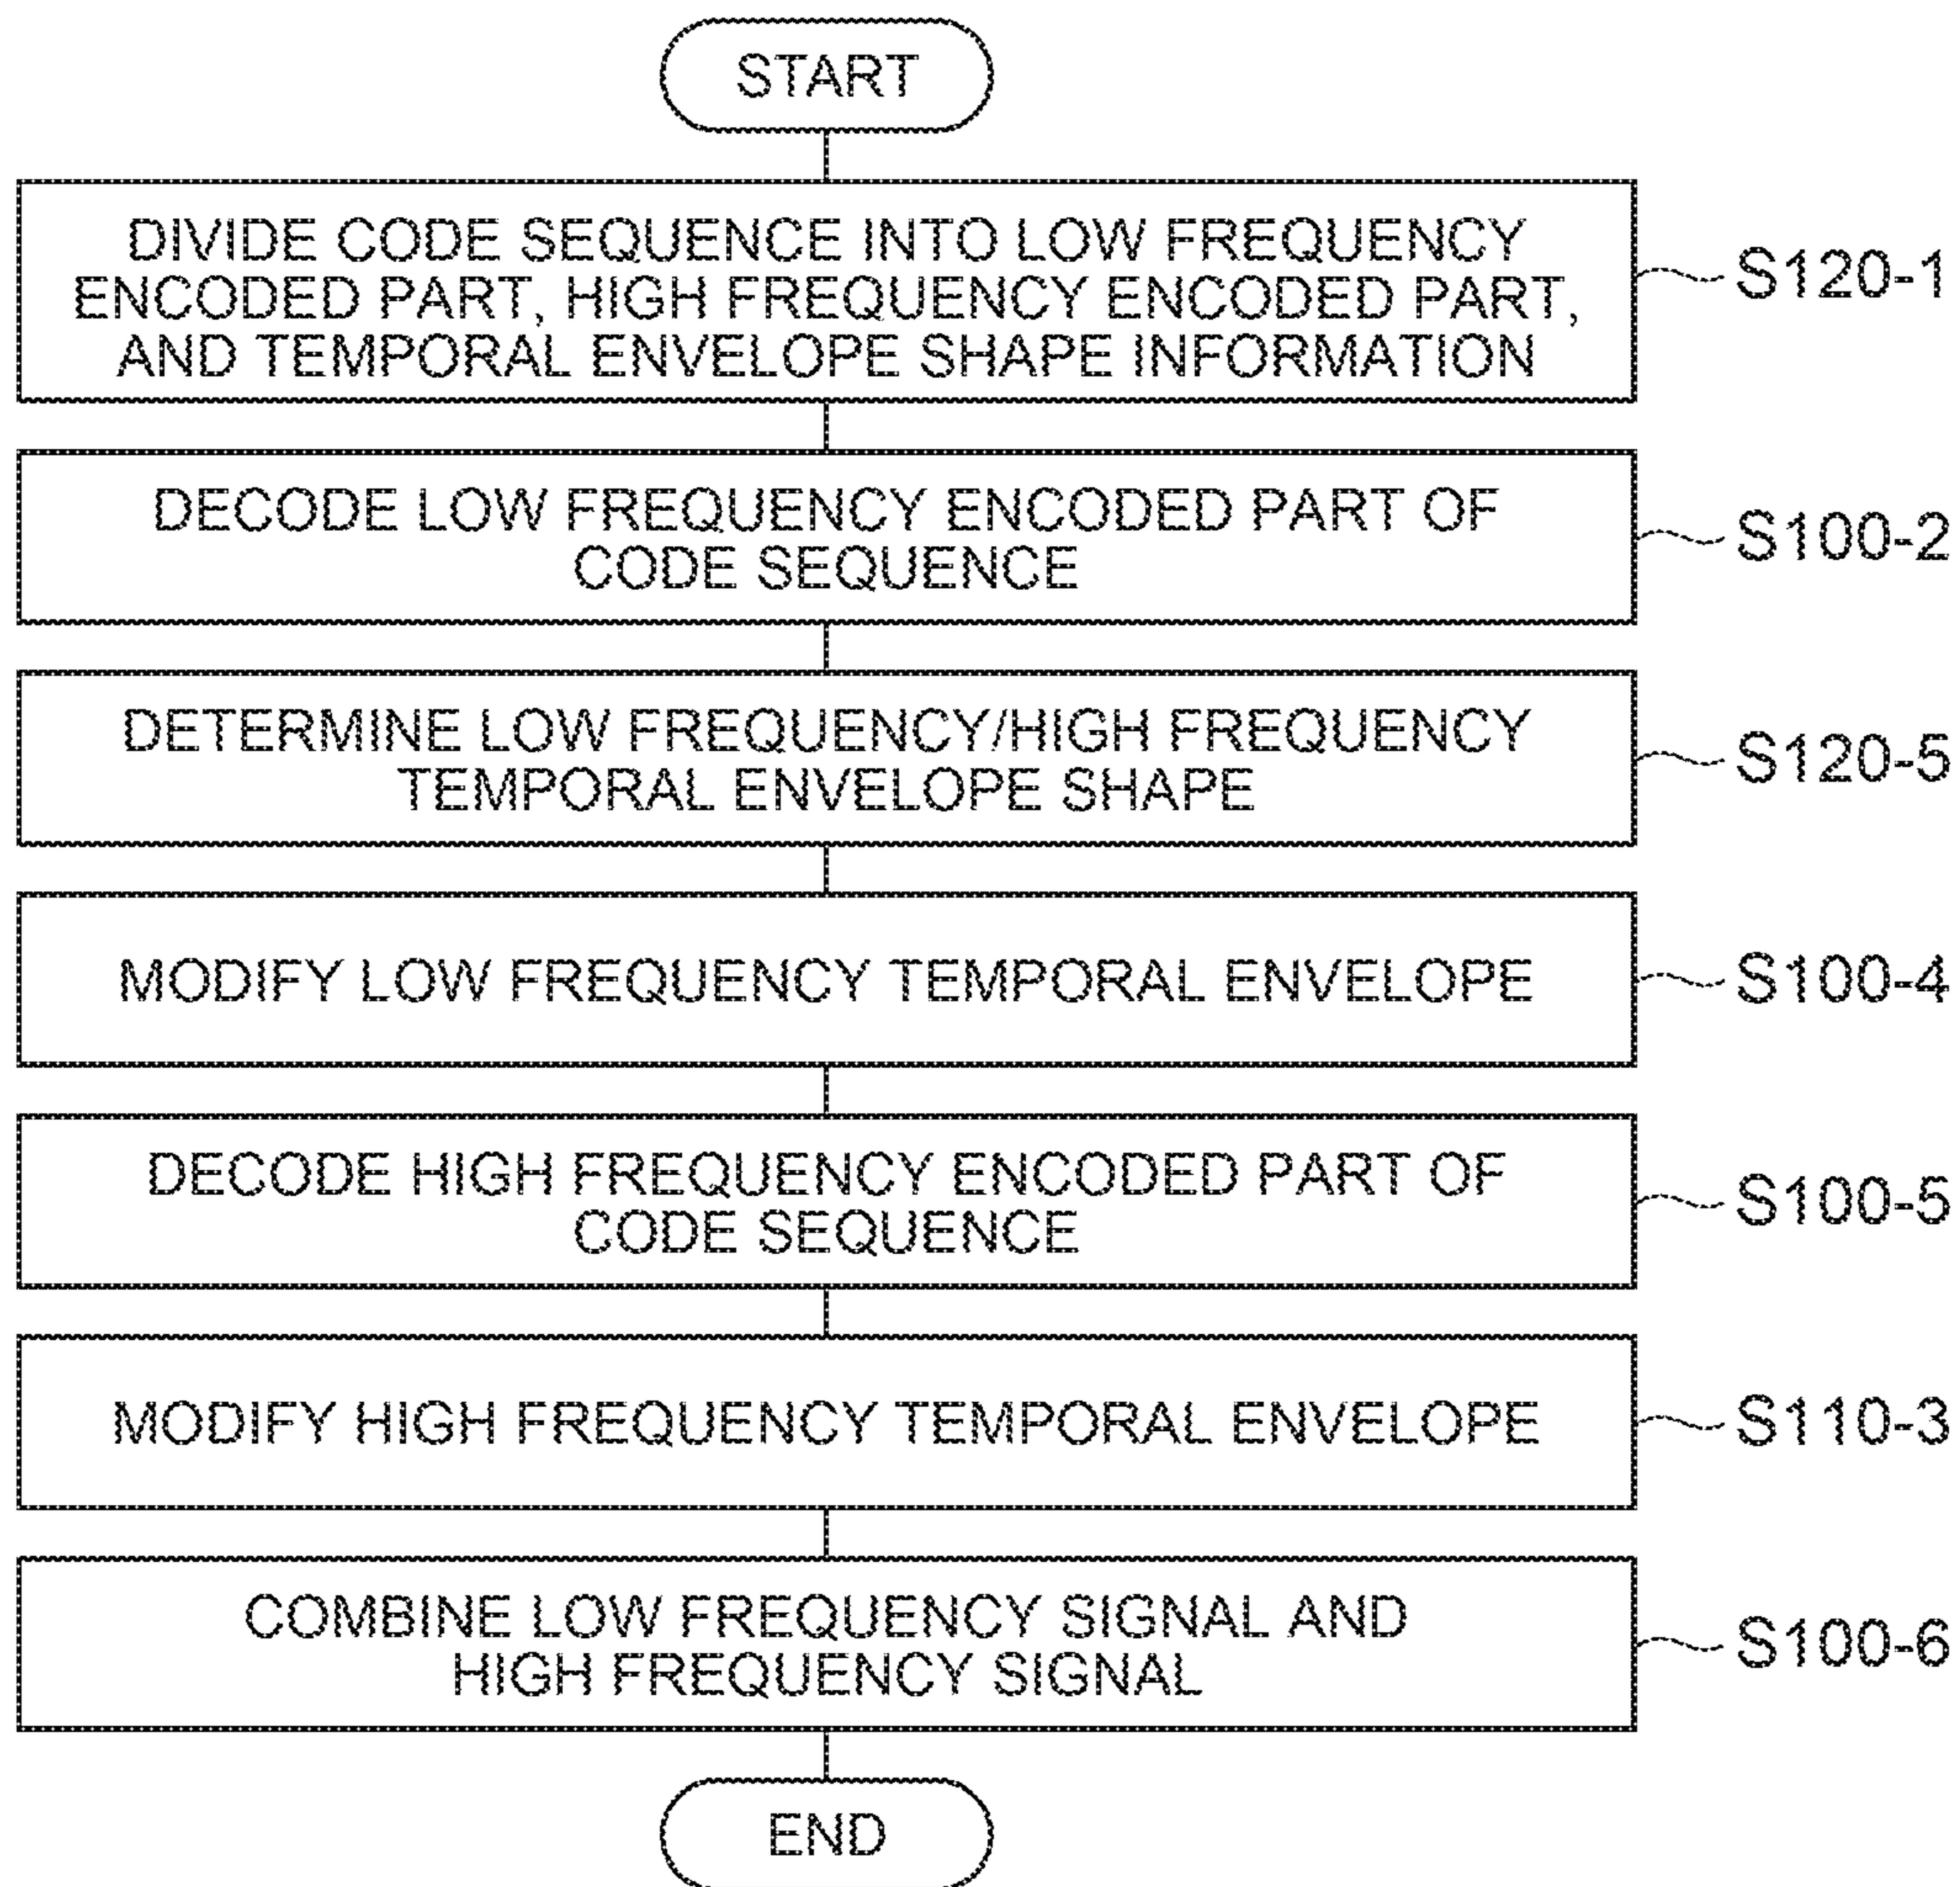 START
DIVIDE CODE SEQUENCE INTO LOW FREQUENCY
ENCODED PART, HIGH FREQUENCY ENCODED PART,
AND TEMPORAL ENVELOPE SHAPE INFORMATION
S120-1
DECODE LOW FREQUENCY ENCODED PART OF
CODE SEQUENCE
S100-2
DETERMINE LOW FREQUENCY/HIGH FREQUENCY
TEMPORAL ENVELOPE SHAPE
S120-5
MODIFY LOW FREQUENCY TEMPORAL ENVELOPE
S100-4
DECODE HIGH FREQUENCY ENCODED PART OF
CODE SEQUENCE
S100-5
MODIFY HIGH FREQUENCY TEMPORAL ENVELOPE
S110-3
COMBINE LOW FREQUENCY SIGNAL AND
HIGH FREQUENCY SIGNAL
S100-6
END